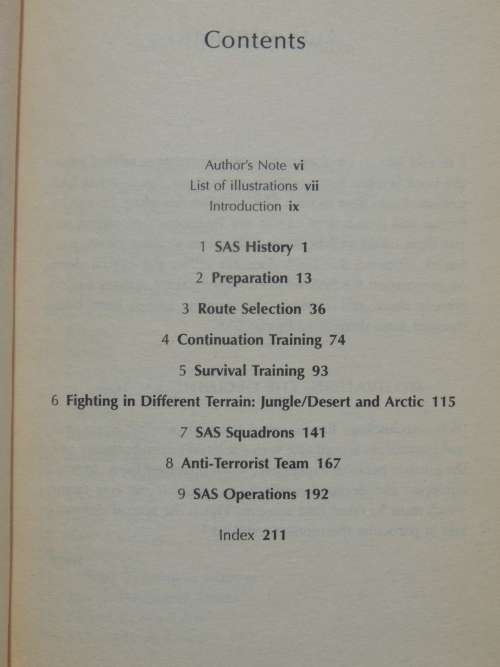 Contents
Author's Note vi
List of illustrations vii
Introduction ix
1 SAS History 1
2 Preparation 13
3 Route Selection 36
4 Continuation Training 74
5 Survival Training 93
6 Fighting in Different Terrain: Jungle/Desert and Arctic 115
7 SAS Squadrons 141
8 Anti-Terrorist Team 167
9 SAS Operations 192
Index 211